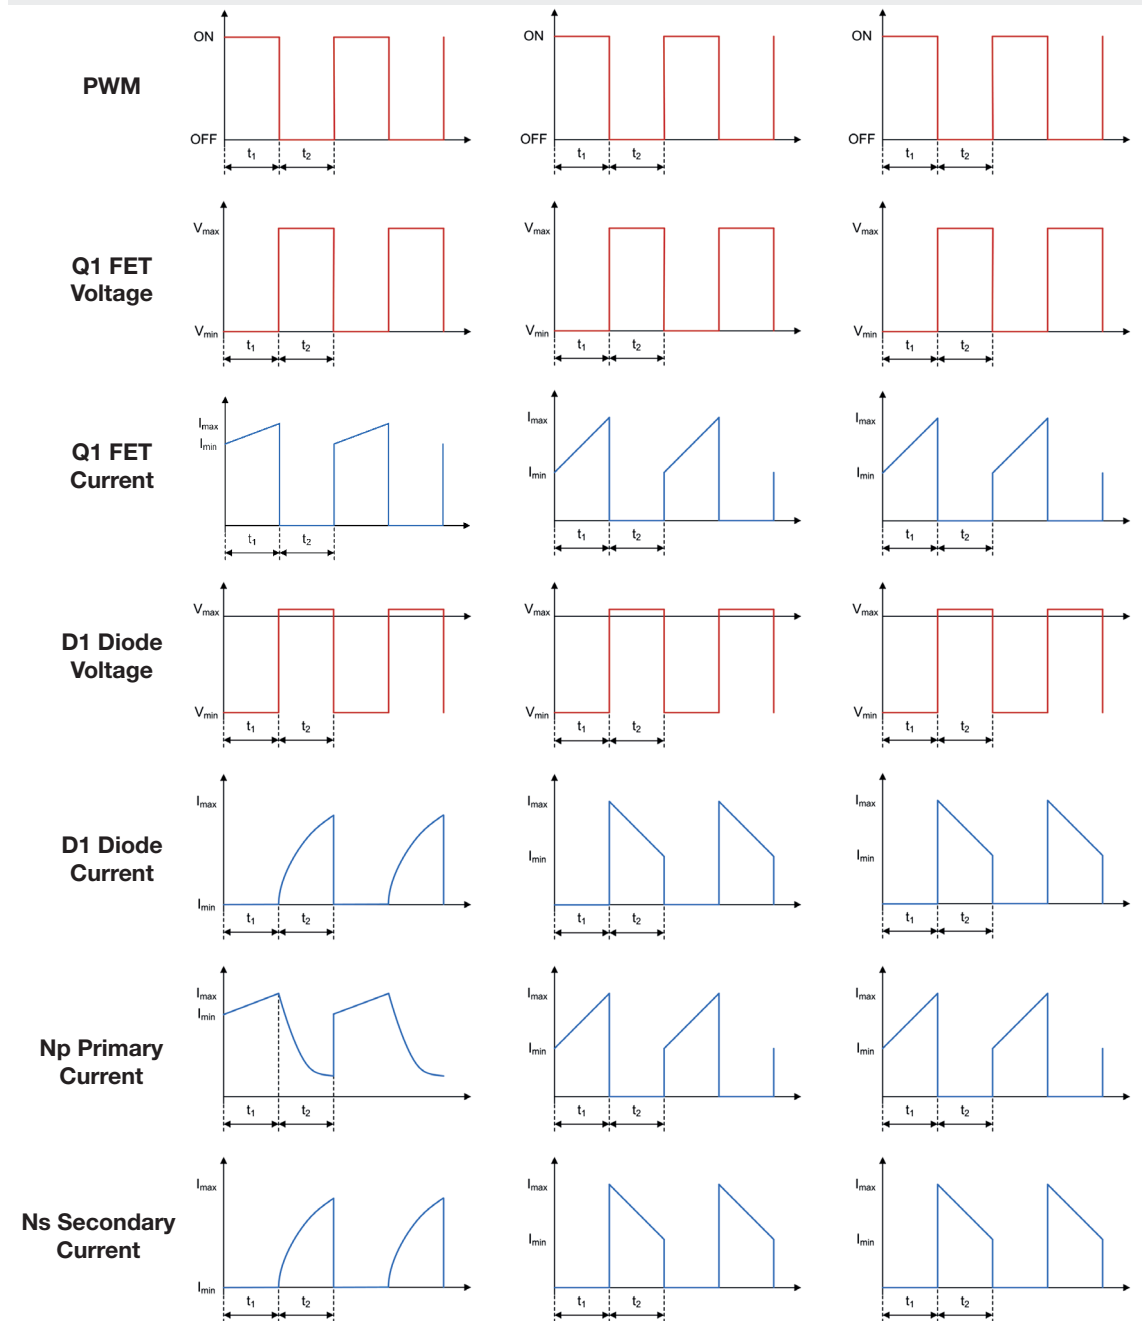 PWM
ON
OFF
t1
t2
ON
OFF
t1
t2
ON
OFF
t1
t2
Q1 FET
Voltage
Vmax
Vmin
t1
t2
Vmax
Vmin
t1
t2
Vmax
Vmin
t1
t2
Q1 FET
Current
Imax
Imin
t1
t2
Imax
Imin
t1
t2
Imax
Imin
t1
t2
D1 Diode
Voltage
Vmax
Vmin
t1
t2
Vmax
Vmin
t1
t2
Vmax
Vmin
t1
t2
D1 Diode
Current
Imax
Imin
t1
t2
Imax
Imin
t1
t2
Imax
Imin
t1
t2
Np Primary
Current
Imax
Imin
t1
t2
Imax
Imin
t1
t2
Imax
Imin
t1
t2
Ns Secondary
Current
Imax
Imin
t1
t2
Imax
Imin
t1
t2
Imax
Imin
t1
t2